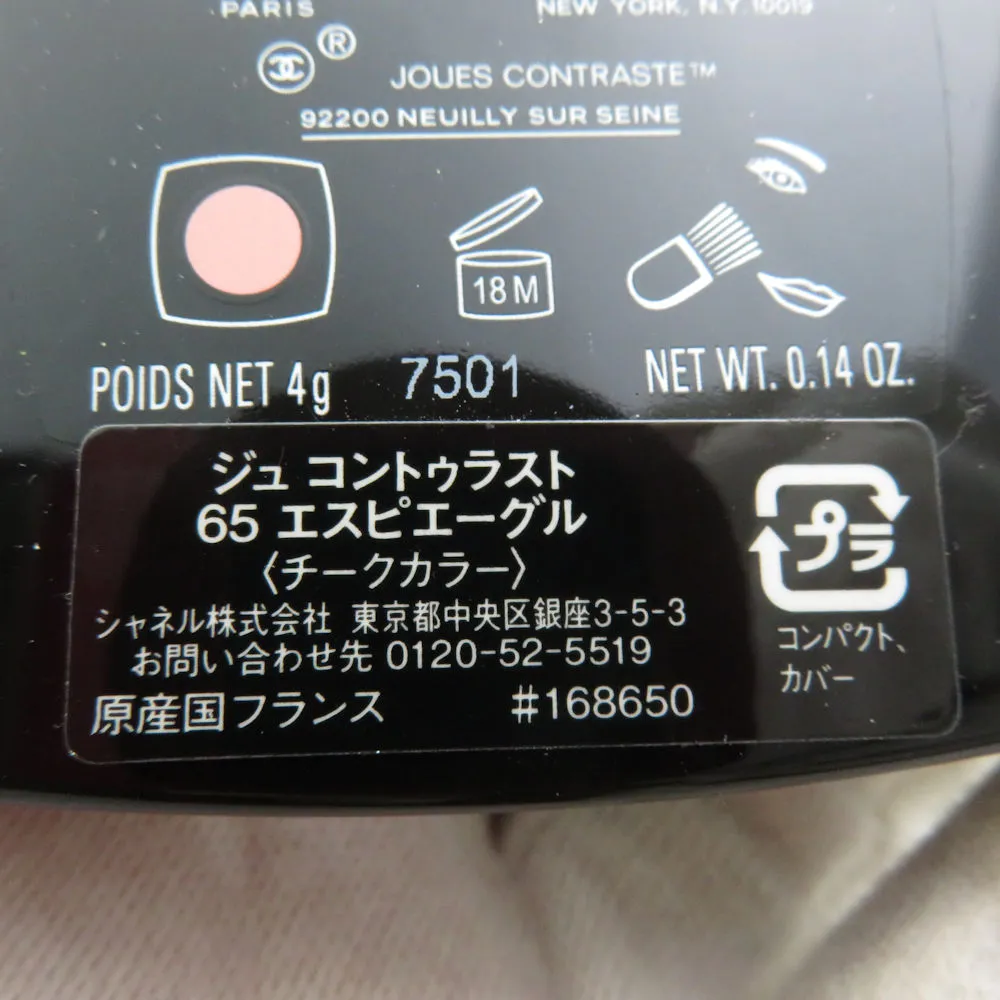 PARIS NEW YORK, N.Y. 10019
® JOUES CONTRASTE™
92200 NEUILLY SUR SEINE
18 M
POIDS NET 4g 7501 NET WT. 0.14 OZ.
ジュ コントゥラスト
65 エスピエーグル
〈チークカラー〉
シャネル株式会社 東京都中央区銀座3-5-3
お問い合わせ先 0120-52-5519
原産国フランス #168650
プラ
コンパクト、
カバー